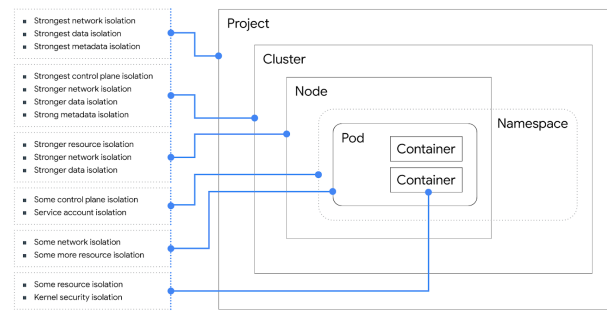 Strongest network isolation
Strongest data isolation
Strongest metadata isolation
Strongest control plane isolation
Stronger network isolation
Stronger data isolation
Strong metadata isolation
Stronger resource isolation
Stronger network isolation
Stronger data isolation
Some control plane isolation
Service account isolation
Some network isolation
Some more resource isolation
Some resource isolation
Kernel security isolation
Project
Cluster
Node
Namespace
Pod
Container
Container